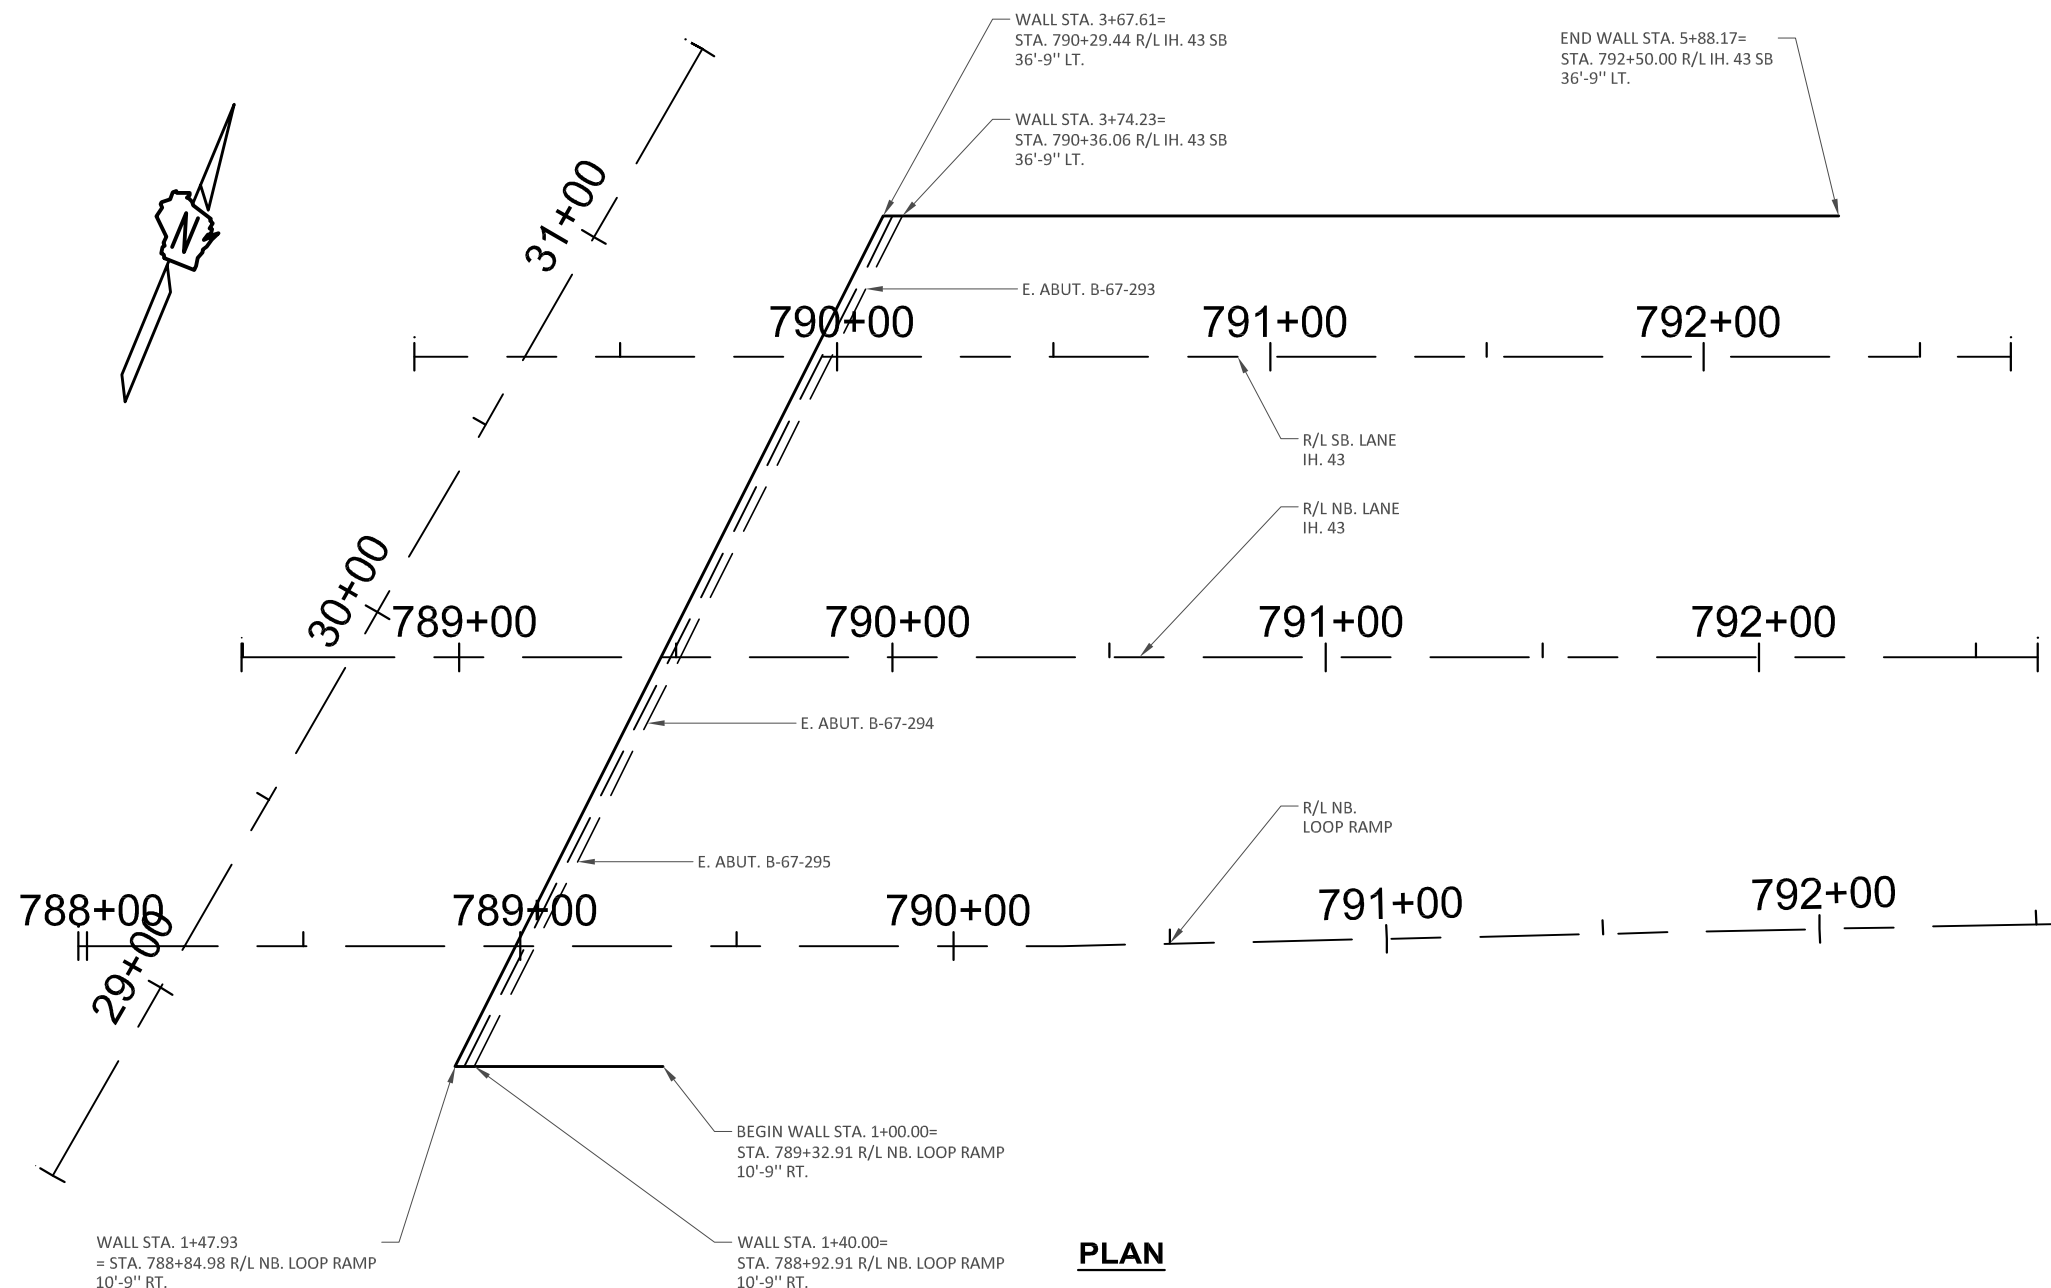 WALL STA. 3+67.61=
STA. 790+29.44 R/L IH. 43 SB
36'-9" LT.
END WALL STA. 5+88.17=
STA. 792+50.00 R/L IH. 43 SB
36'-9" LT.
WALL STA. 3+74.23=
STA. 790+36.06 R/L IH. 43 SB
36'-9" LT.
N
31+00
E. ABUT. B-67-293
790+00
791+00
792+00
R/L SB. LANE
IH. 43
R/L NB. LANE
IH. 43
30+00
789+00
790+00
791+00
792+00
E. ABUT. B-67-294
R/L NB.
LOOP RAMP
E. ABUT. B-67-295
788+00
789+00
790+00
791+00
792+00
29+00
BEGIN WALL STA. 1+00.00=
STA. 789+32.91 R/L NB. LOOP RAMP
10'-9" RT.
WALL STA. 1+47.93
= STA. 788+84.98 R/L NB. LOOP RAMP
10'-9" RT.
WALL STA. 1+40.00=
STA. 788+92.91 R/L NB. LOOP RAMP
10'-9" RT.
PLAN